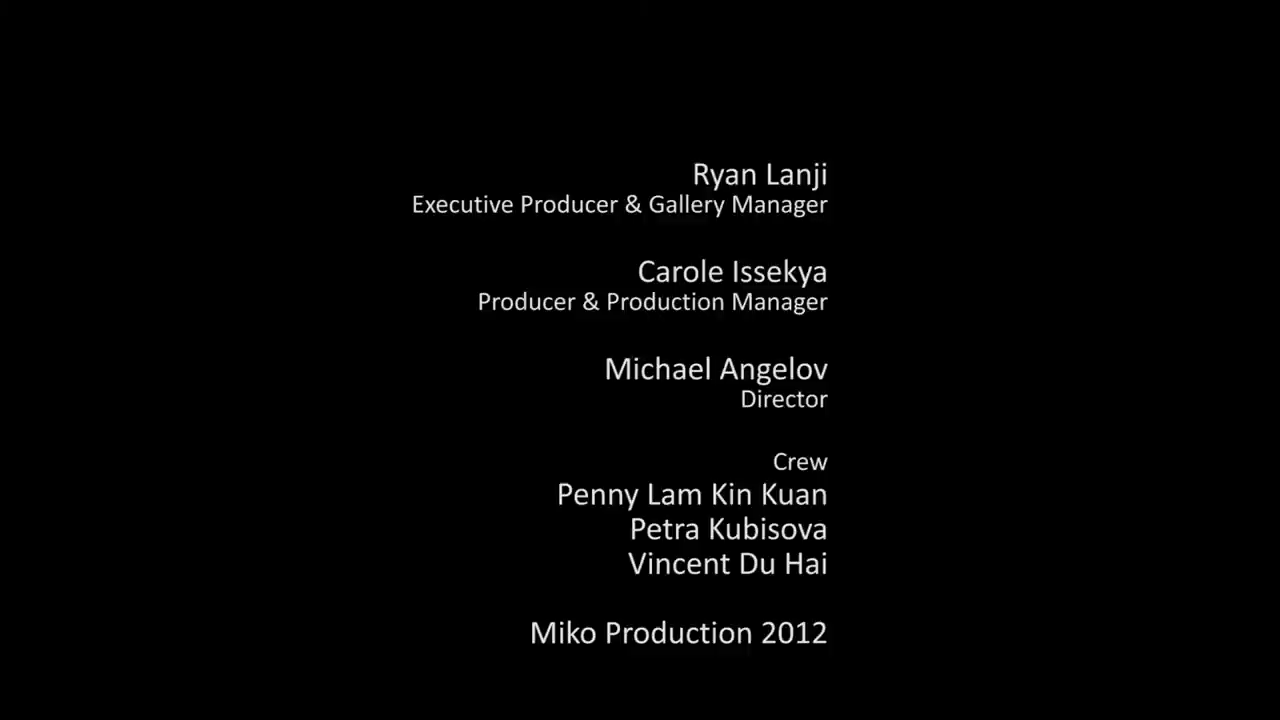 Ryan Lanji
Executive Producer & Gallery Manager
Carole Issekya
Producer & Production Manager
Michael Angelov
Director
Crew
Penny Lam Kin Kuan
Petra Kubisova
Vincent Du Hai
Miko Production 2012